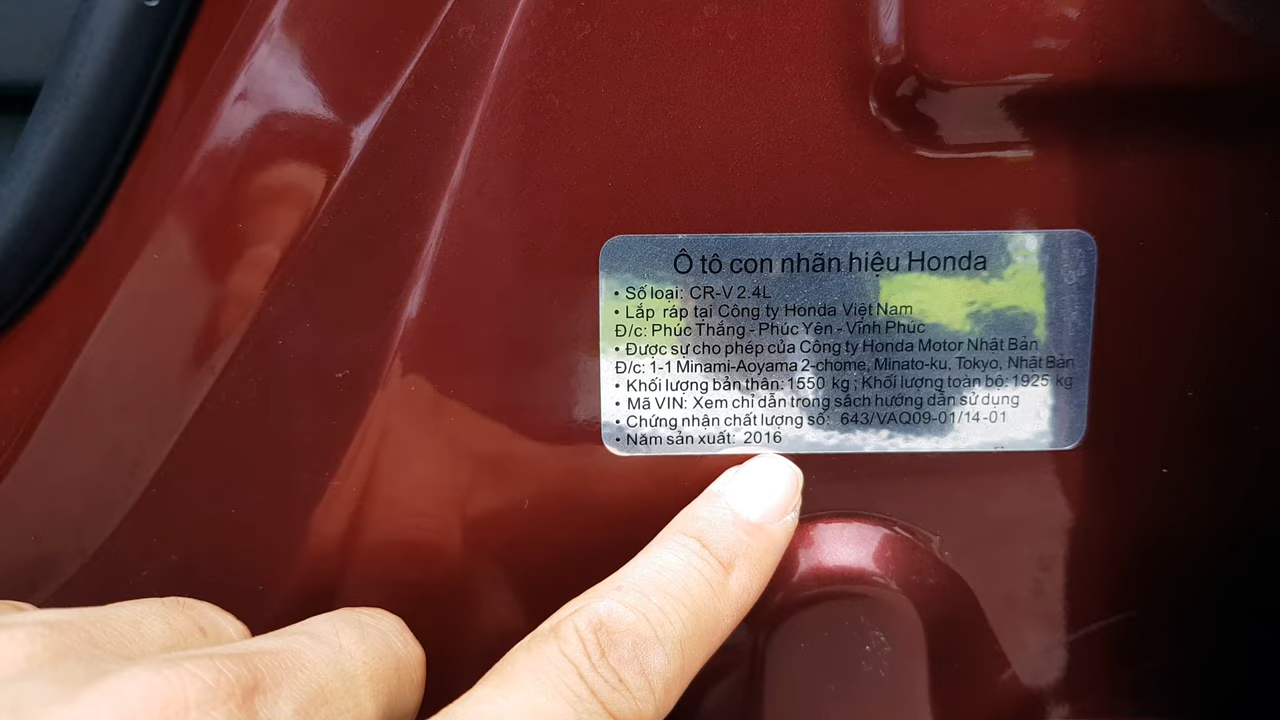 Ô tô con nhãn hiệu Honda
• Số loại: CR-V 2.4L
• Lắp ráp tại Công ty Honda Việt Nam
Đ/c: Phúc Thắng - Phúc Yên - Vĩnh Phúc
• Được sự cho phép của Công ty Honda Motor Nhật Bản
Đ/c: 1-1 Minami-Aoyama 2-chome, Minato-ku, Tokyo, Nhật Bản
• Khối lượng bản thân: 1550 kg ; Khối lượng toàn bộ: 1925 kg
• Mã VIN: Xem chỉ dẫn trong sách hướng dẫn sử dụng
• Chứng nhận chất lượng số: 643/VAQ09-01/14-01
• Năm sản xuất: 2016